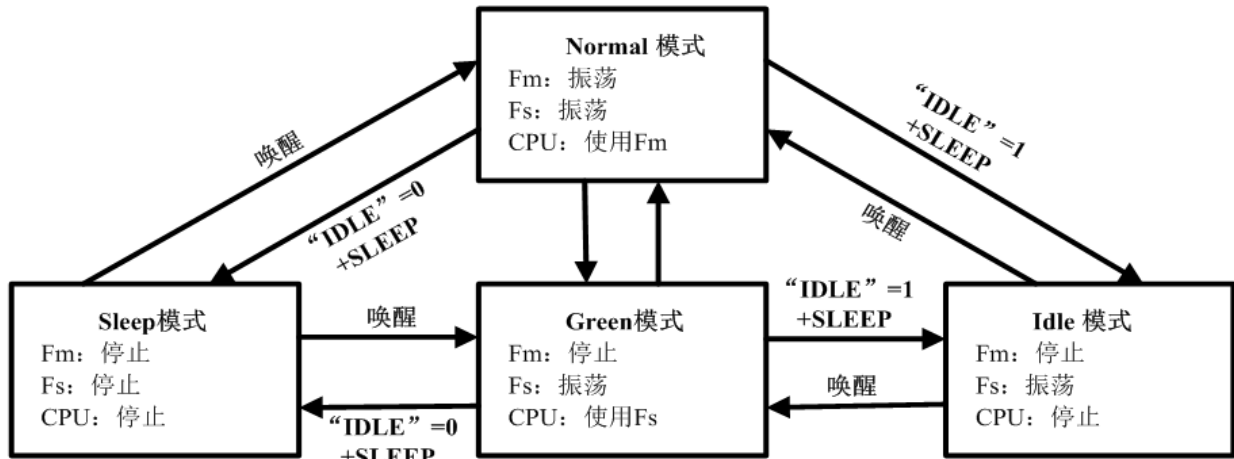 Normal 模式
Fm：振荡
Fs：振荡
CPU：使用Fm
唤醒
“IDLE”=0
+SLEEP
“IDLE”=1
+SLEEP
唤醒
Sleep模式
Fm：停止
Fs：停止
CPU：停止
唤醒
“IDLE”=0
+SLEEP
Green模式
Fm：停止
Fs：振荡
CPU：使用Fs
“IDLE”=1
+SLEEP
唤醒
Idle 模式
Fm：停止
Fs：振荡
CPU：停止